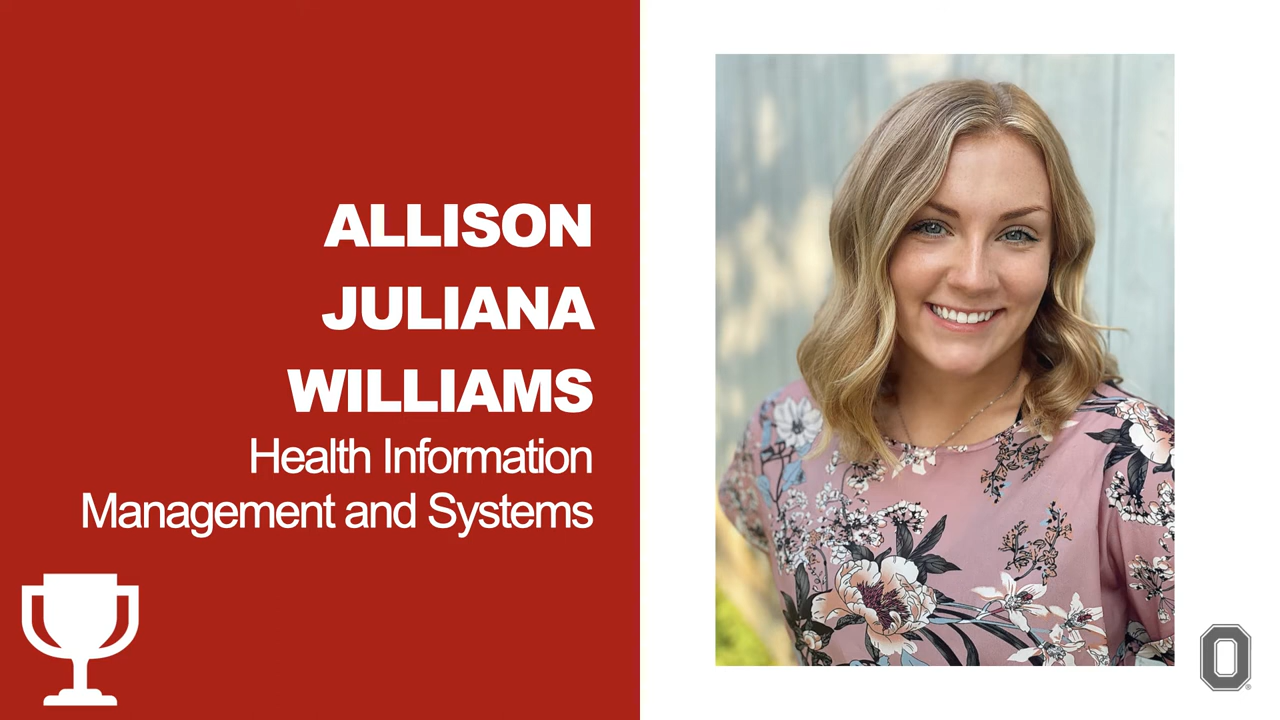 ALLISON
JULIANA
WILLIAMS
Health Information
Management and Systems